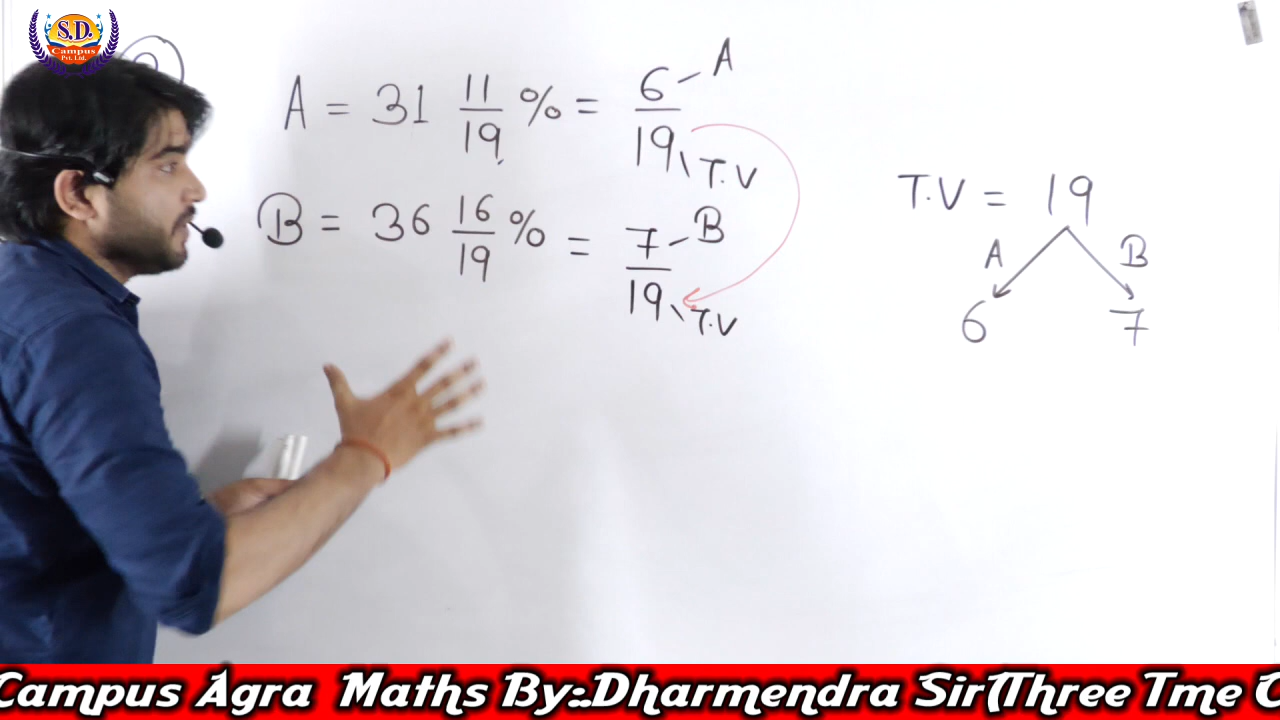 S.D.
Campus
Pvt. Ltd.
A = 31 11/19 % = 6/19 A
T.V
B = 36 16/19 % = 7/19 B
T.V
T.V = 19
A B
6 7
Campus Agra Maths By:-Dharmendra Sir(Three Tme